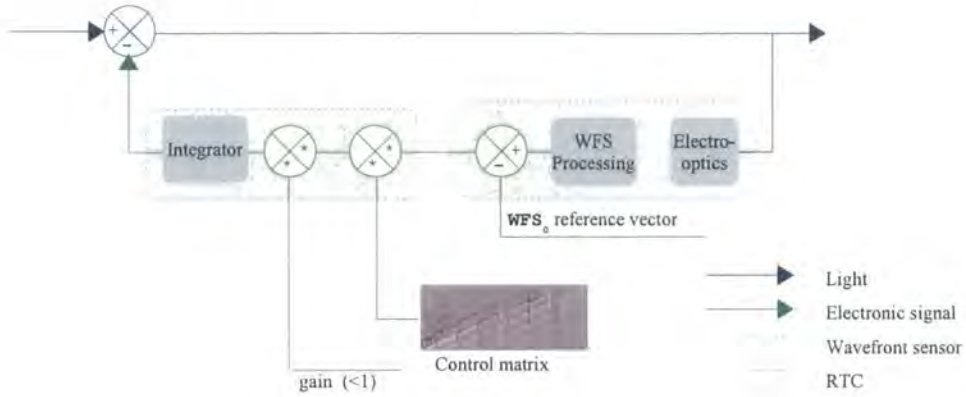 +
-
Integrator
*
*
*
*
-
+
WFS
Processing
Electro-
optics
WFS₀ reference vector
Control matrix
gain (<1)
Light
Electronic signal
Wavefront sensor
RTC